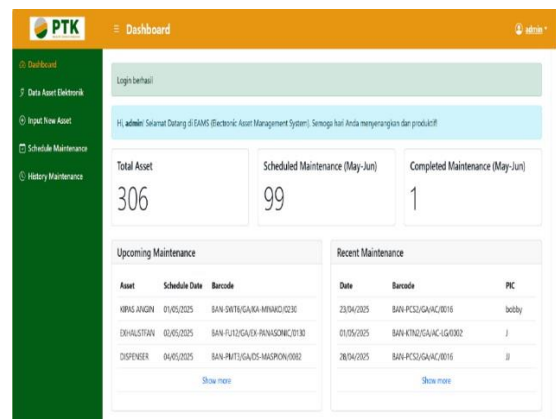 PTK
Dashboard
admin
Dashboard
Data Asset Elektronik
Input New Asset
Schedule Maintenance
History Maintenance
Login berhasil
Hi, admin! Selamat Datang di EAMS (Electronic Asset Management System). Semoga hari Anda menyenangkan dan produktif!
Total Asset
306
Scheduled Maintenance (May-Jun)
99
Completed Maintenance (May-Jun)
1
Upcoming Maintenance
Asset Schedule Date Barcode
KIPAS ANGIN 01/05/2025 BAN-SWT6/GA/KA-MIYAKO/0230
EXHAUSTFAN 02/05/2025 BAN-FU12/GA/EX-PANASONIC/0130
DISPENSER 04/05/2025 BAN-PMT3/GA/DS-MASPION/0082
Show more
Recent Maintenance
Date Barcode PIC
23/04/2025 BAN-PCS2/GA/AC/0016 bobby
01/05/2025 BAN-KTN2/GA/AC-LG/0002 J
28/04/2025 BAN-PCS2/GA/AC/0016 JJ
Show more